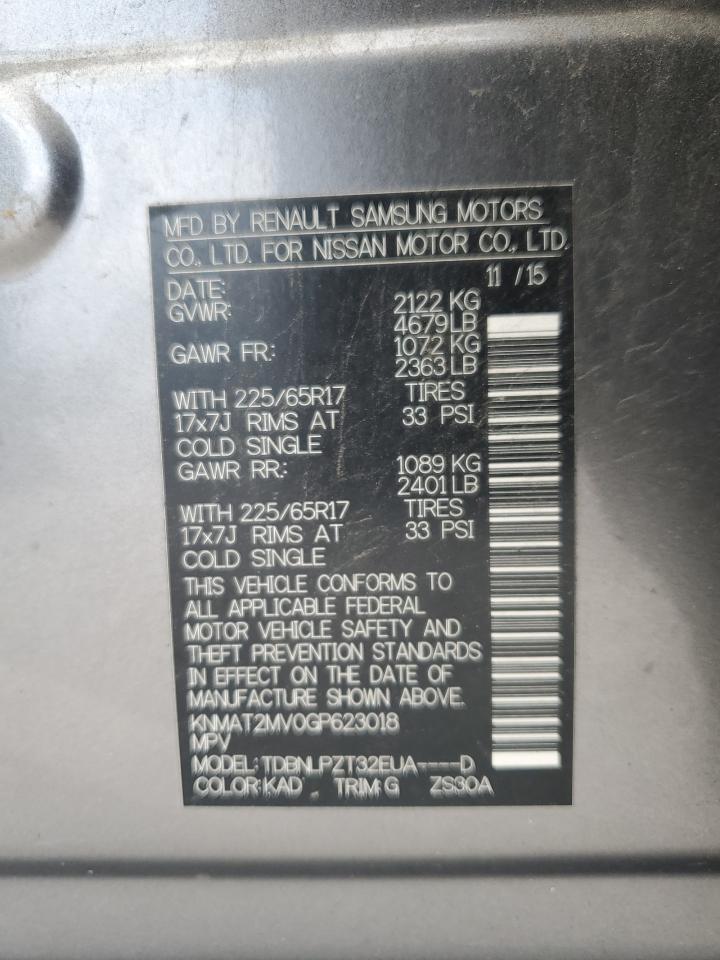 MFD BY RENAULT SAMSUNG MOTORS
CO., LTD. FOR NISSAN MOTOR CO., LTD.
DATE: 11 / 15
GVWR: 2122 KG
4679 LB
GAWR FR: 1072 KG
2363 LB
WITH 225/65R17 TIRES
17x7J RIMS AT 33 PSI
COLD SINGLE
GAWR RR: 1089 KG
2401 LB
WITH 225/65R17 TIRES
17x7J RIMS AT 33 PSI
COLD SINGLE
THIS VEHICLE CONFORMS TO
ALL APPLICABLE FEDERAL
MOTOR VEHICLE SAFETY AND
THEFT PREVENTION STANDARDS
IN EFFECT ON THE DATE OF
MANUFACTURE SHOWN ABOVE.
KNMAT2MV0GP623018
MPV
MODEL: TDBNLPZT32EUA----D
COLOR: KAD TRIM: G ZS30A